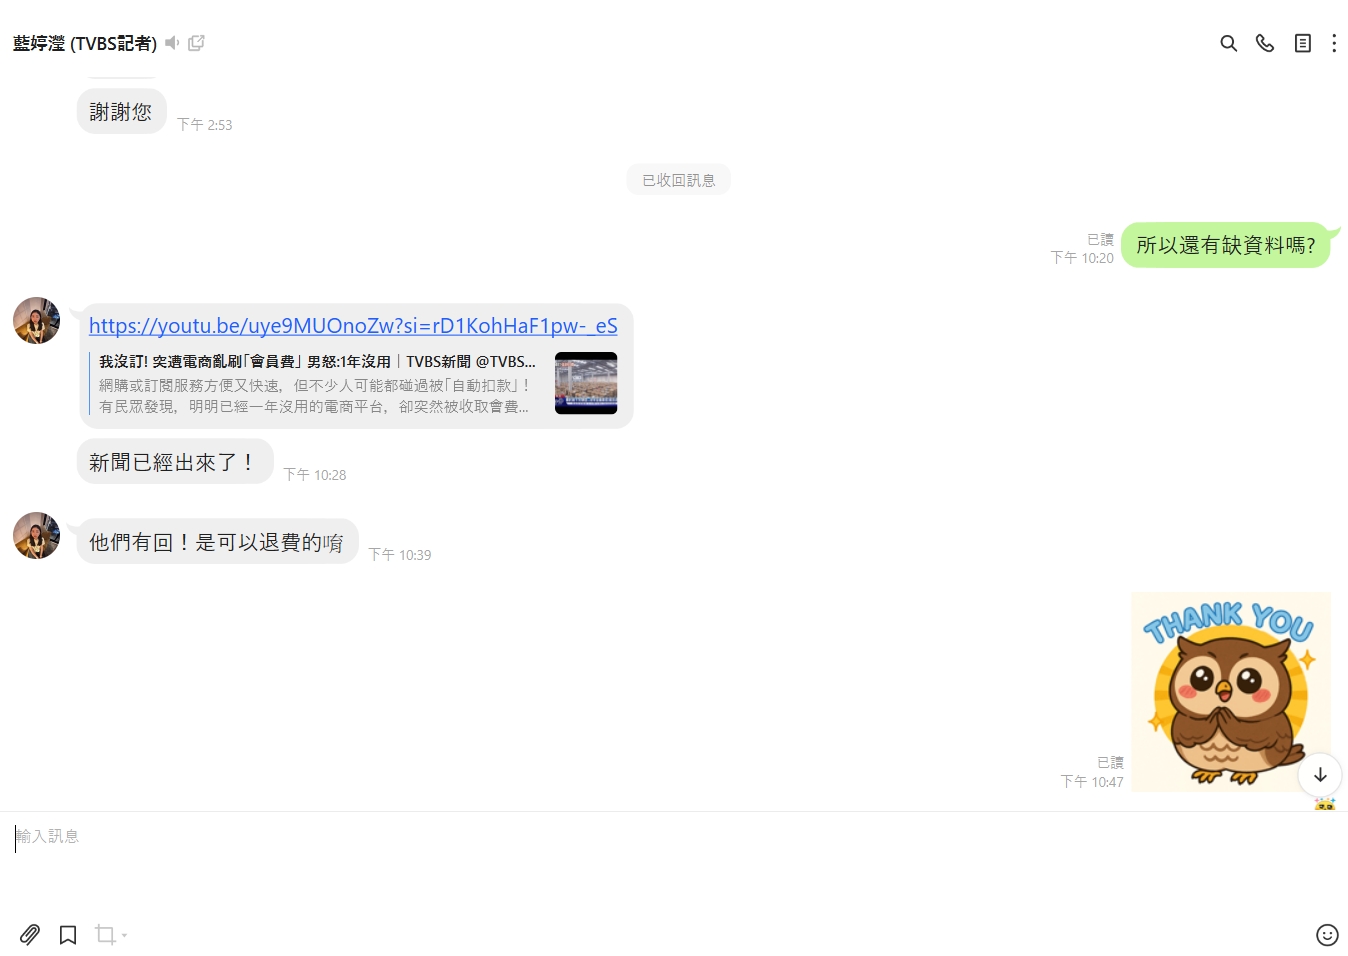 藍婷瀅 (TVBS記者)
謝謝您
下午 2:53
已收回訊息
已讀
下午 10:20
所以還有缺資料嗎?
https://youtu.be/uye9MUOnoZw?si=rD1KohHaF1pw-_eS
我沒訂! 突遭電商亂刷「會員費」 男怒:1年沒用｜TVBS新聞 @TVBS...
網購或訂閱服務方便又快速，但不少人可能都碰過被「自動扣款」！
有民眾發現，明明已經一年沒用的電商平台，卻突然被收取會費...
新聞已經出來了！
下午 10:28
他們有回！是可以退費的唷
下午 10:39
THANK YOU
已讀
下午 10:47
輸入訊息